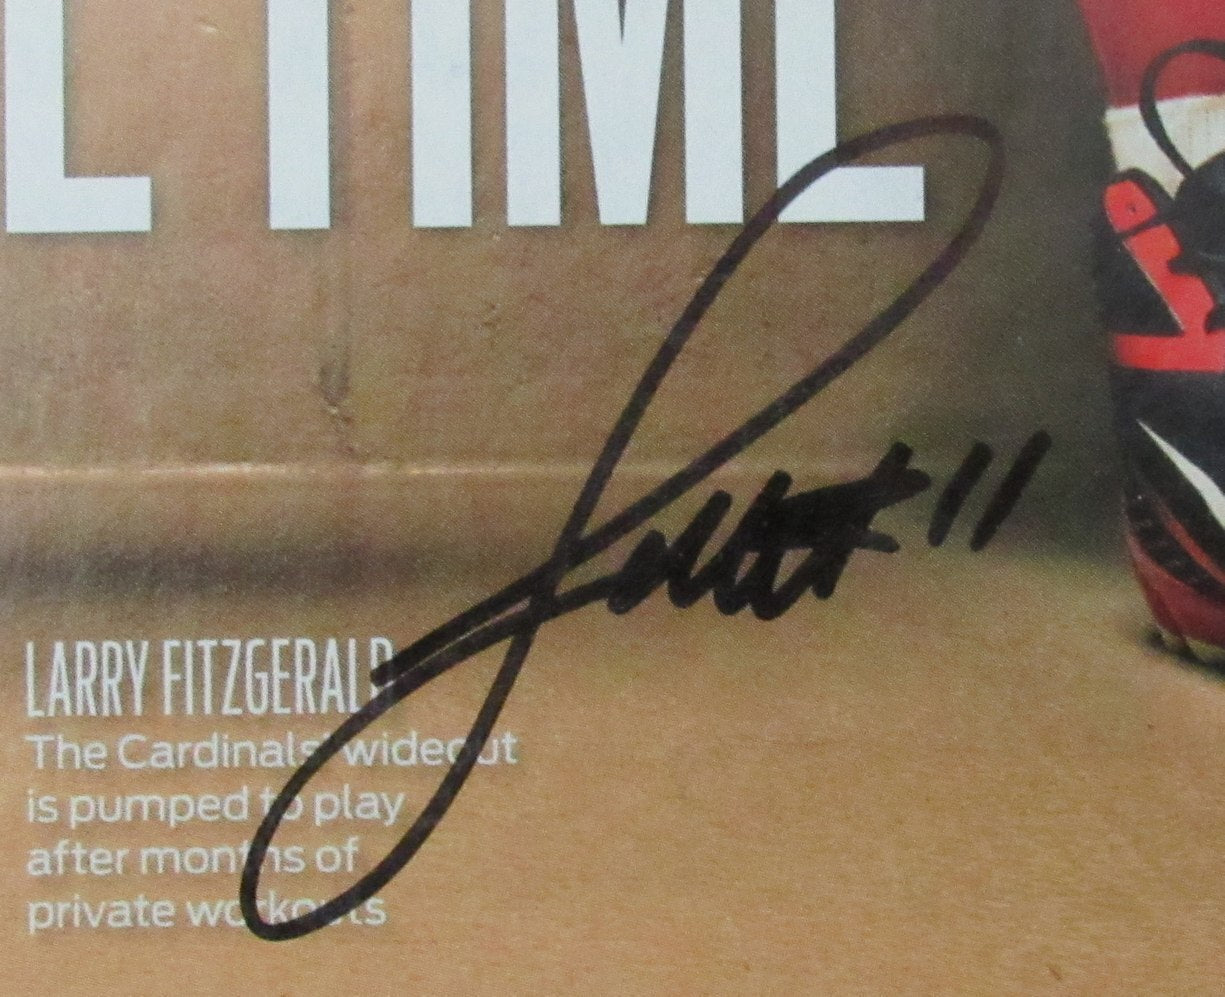 E TIME
LARRY FITZGERALD
The Cardinals' wideout
is pumped to play
after months of
private workouts
11